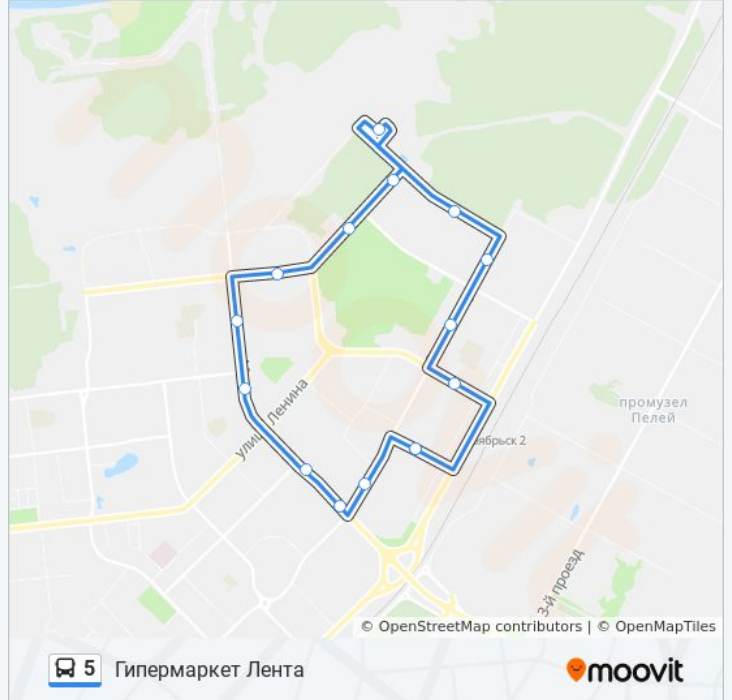 улица Ленина
промузел
Пелей
ябрьск 2
3-й проезд
© OpenStreetMap contributors | © OpenMapTiles
5 Гипермаркет Лента
moovit